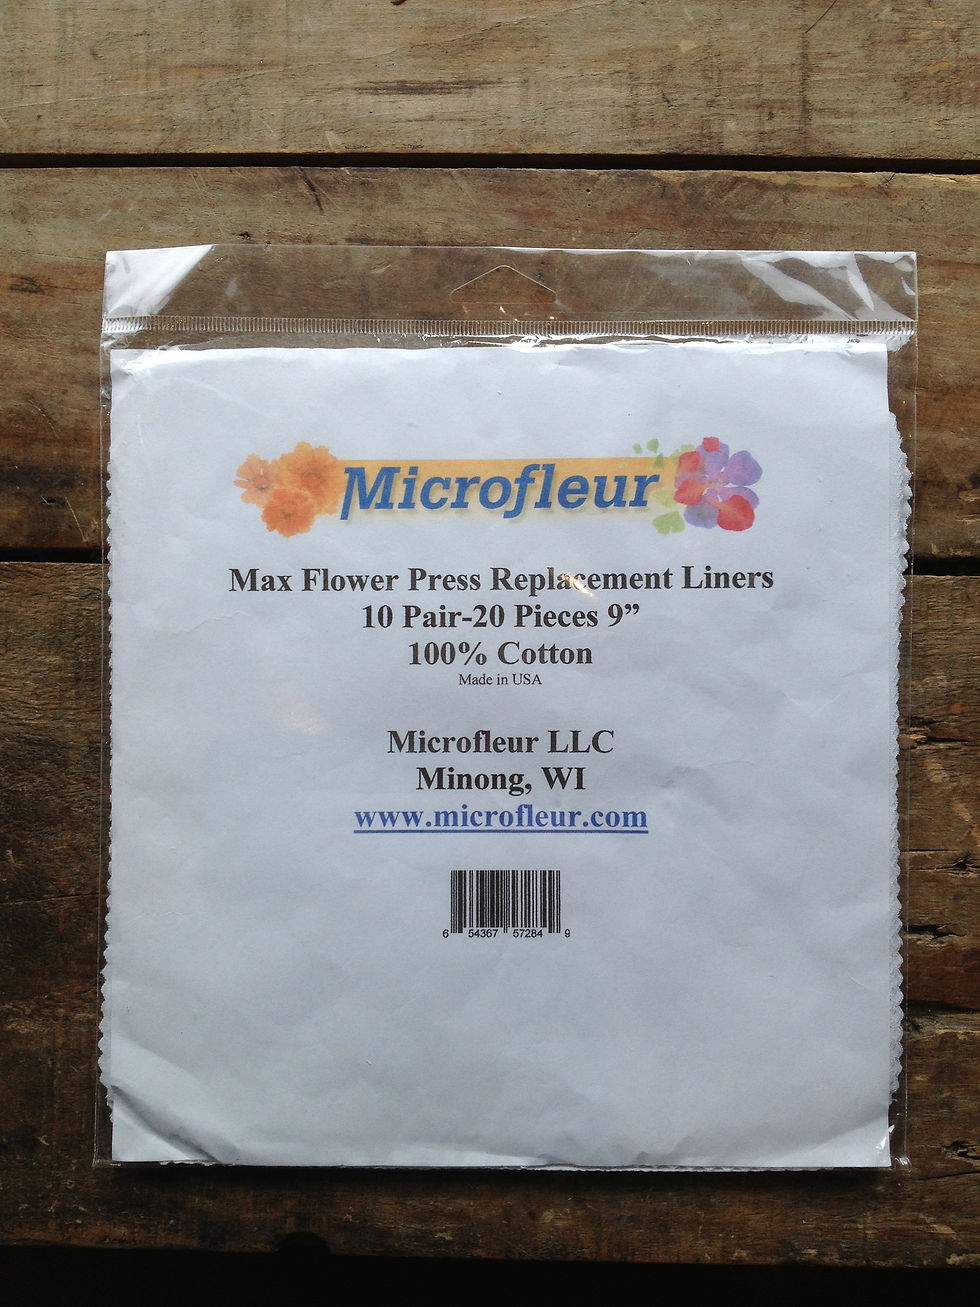 Microfleur
Max Flower Press Replacement Liners
10 Pair-20 Pieces 9”
100% Cotton
Made in USA
Microfleur LLC
Minong, WI
www.microfleur.com
6 54367 57284 9